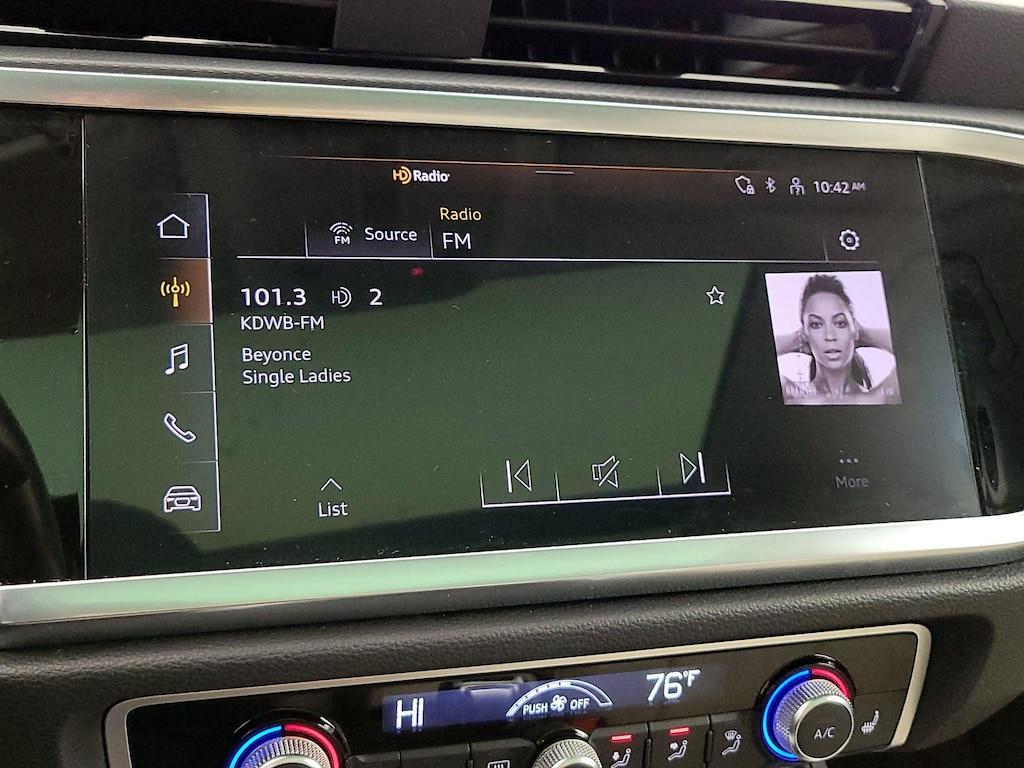 HD Radio
10:42 AM
FM
Source
Radio
FM
101.3 HD 2
KDWB-FM
Beyonce
Single Ladies
List
More
HI
PUSH OFF
76°F
A/C